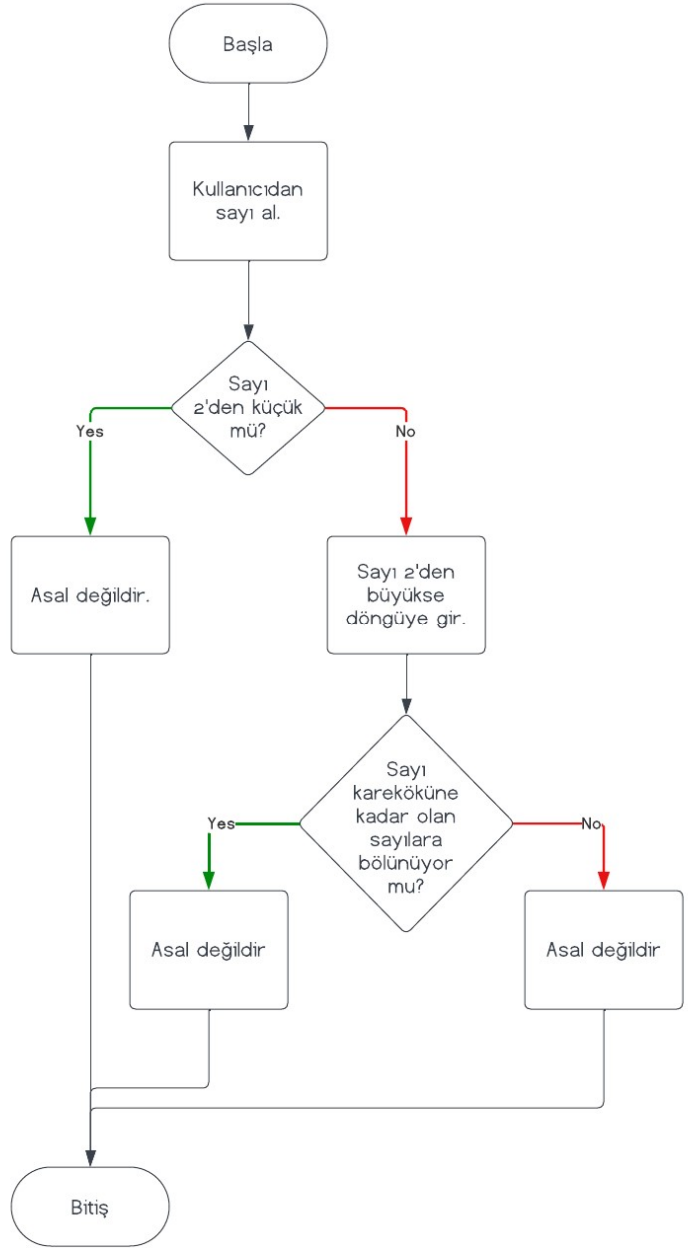 Başla
Kullanıcıdan
sayı al.
Sayı
2'den küçük
mü?
Yes
No
Asal değildir.
Sayı 2'den
büyükse
döngüye gir.
Sayı
kareköküne
kadar olan
sayılara
bölünüyor
mu?
Yes
No
Asal değildir
Asal değildir
Bitiş